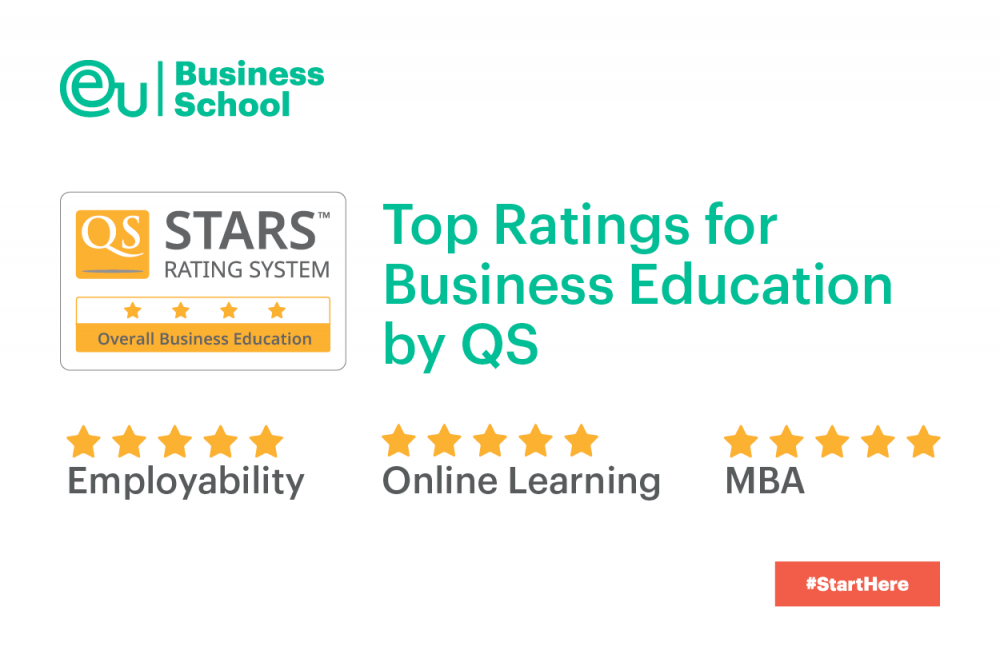 eu Business
School
QS STARS™
RATING SYSTEM
Overall Business Education
Top Ratings for
Business Education
by QS
Employability
Online Learning
MBA
#StartHere